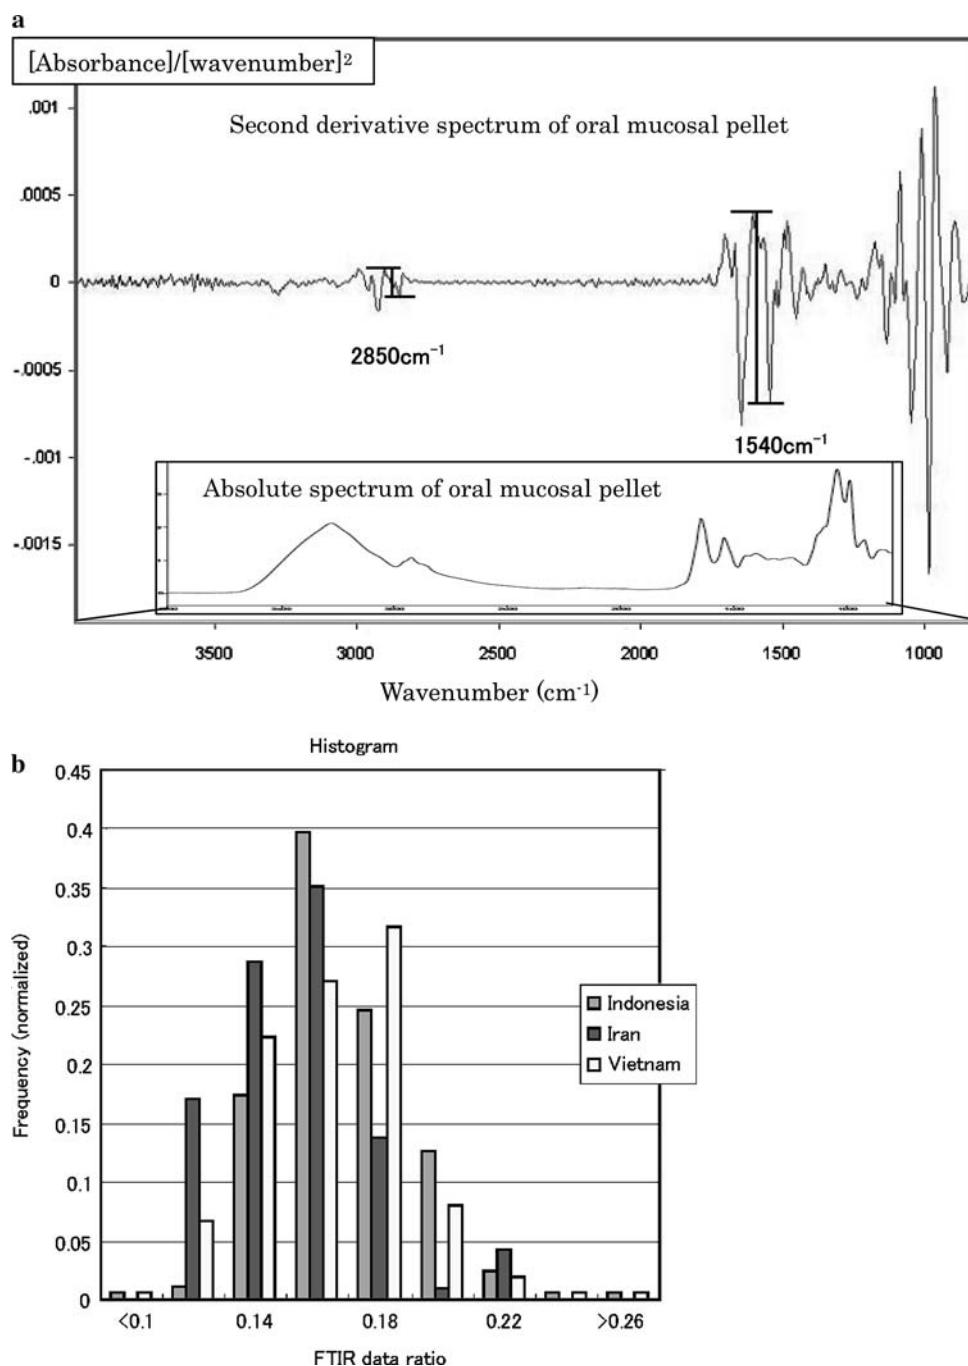 a
[Absorbance]/[wavenumber]2
Second derivative spectrum of oral mucosal pellet
.001
.0005
0
-.0005
-.001
-.0015
2850cm-1
1540cm-1
Absolute spectrum of oral mucosal pellet
3500 3000 2500 2000 1500 1000
Wavenumber (cm-1)
b
Histogram
0.45
0.4
0.35
0.3
0.25
0.2
0.15
0.1
0.05
0
Frequency (normalized)
Indonesia
Iran
Vietnam
<0.1 0.14 0.18 0.22 >0.26
FTIR data ratio